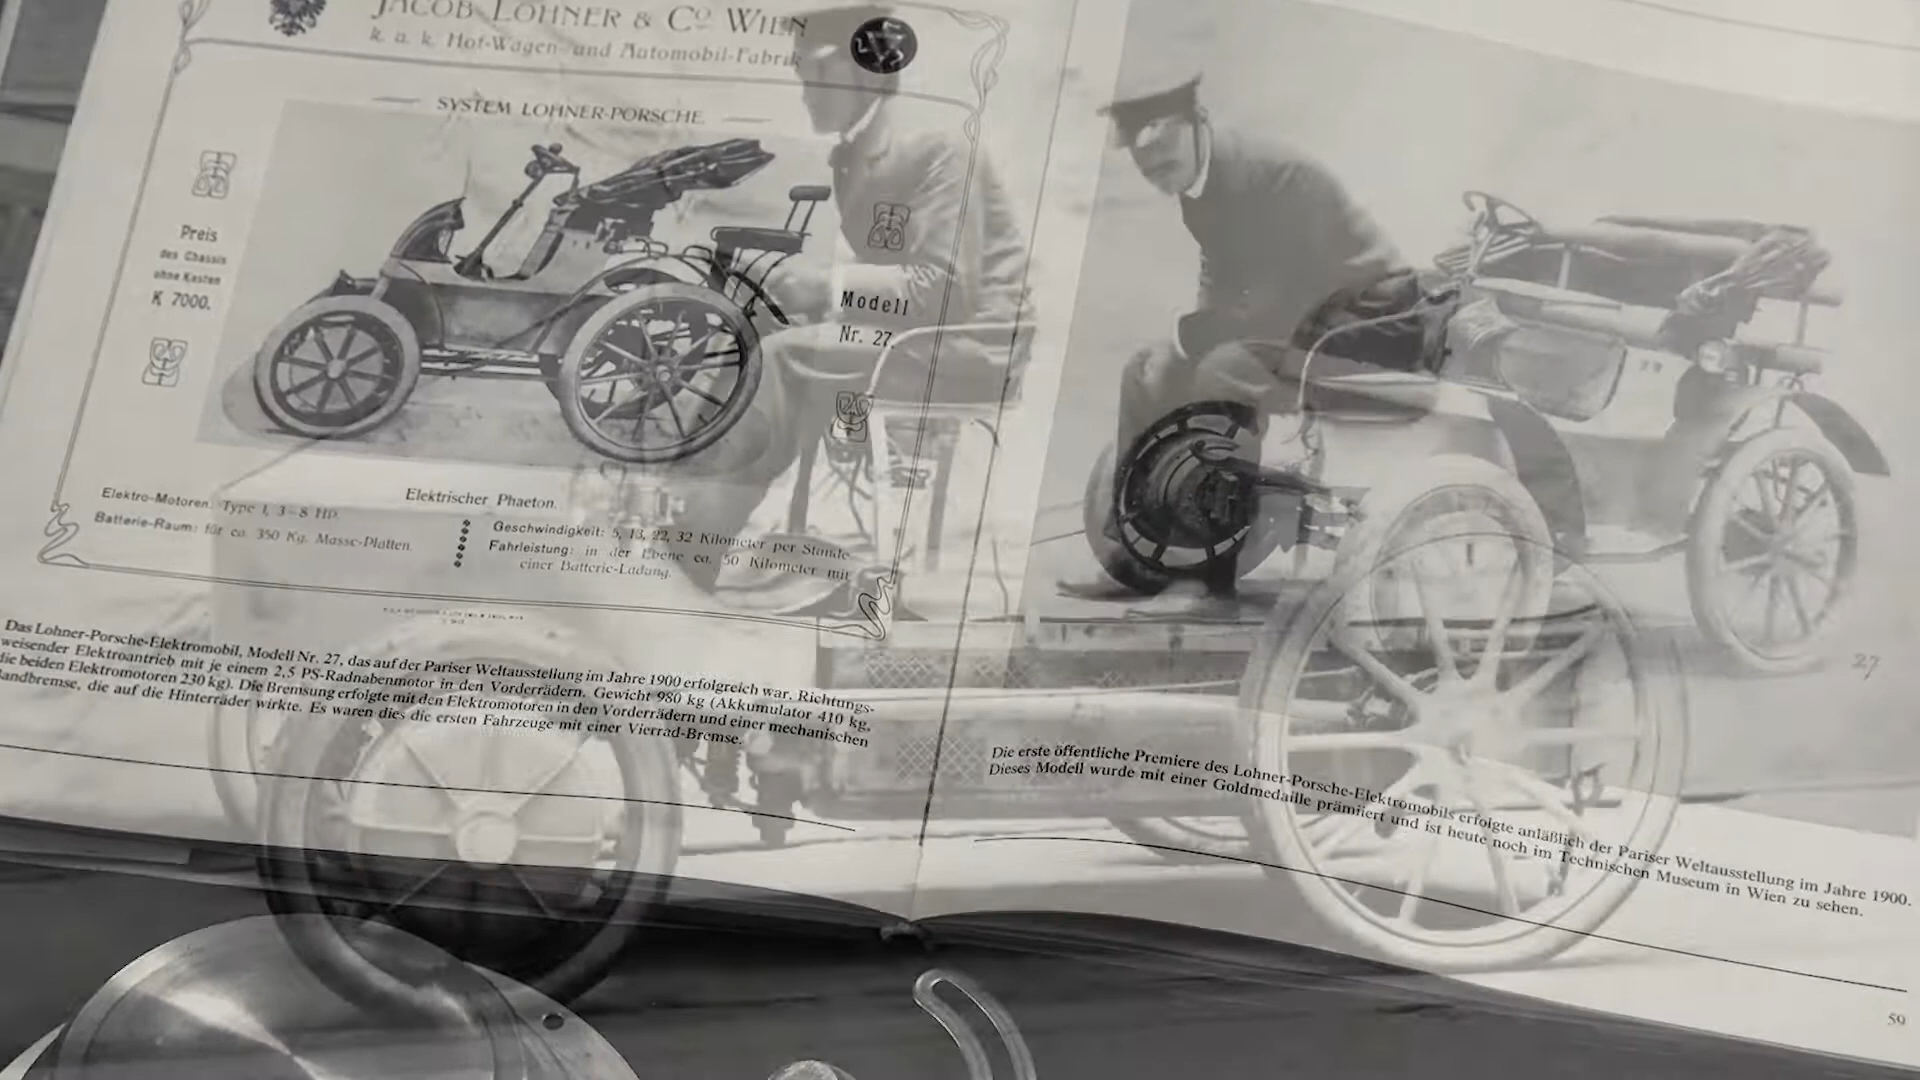 JACOB LOHNER & Co WIEN
k. u. k. Hof-Wagen- und Automobil-Fabrik
SYSTEM LOHNER-PORSCHE.
Preis
des Chassis
ohne Kasten
K 7000.
Modell
Nr. 27.
Elektrischer Phaeton.
Elektro-Motoren: Type I, 3-8 HP.
Batterie-Raum: für ca. 350 Kg. Masse-Platten.
Geschwindigkeit: 5, 13, 22, 32 Kilometer per Stunde.
Fahrleistung: in der Ebene ca. 50 Kilometer mit
einer Batterie-Ladung.
Das Lohner-Porsche-Elektromobil, Modell Nr. 27, das auf der Pariser Weltausstellung im Jahre 1900 erfolgreich war. Richtungs-
weisender Elektroantrieb mit je einem 2,5 PS-Radnabenmotor in den Vorderrädern. Gewicht 980 kg (Akkumulator 410 kg,
die beiden Elektromotoren 230 kg). Die Bremsung erfolgte mit den Elektromotoren in den Vorderrädern und einer mechanischen
andbremse, die auf die Hinterräder wirkte. Es waren dies die ersten Fahrzeuge mit einer Vierrad-Bremse.
27
Die erste öffentliche Premiere des Lohner-Porsche-Elektromobils erfolgte anläßlich der Pariser Weltausstellung im Jahre 1900.
Dieses Modell wurde mit einer Goldmedaille prämiiert und ist heute noch im Technischen Museum in Wien zu sehen.
59